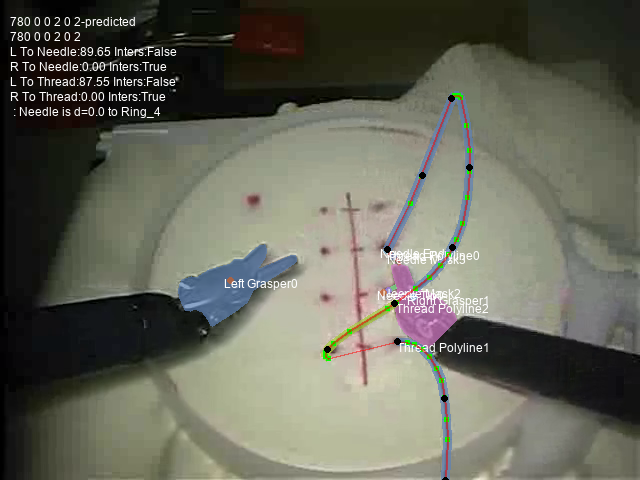 780 0 0 2 0 2-predicted
780 0 0 2 0 2
L To Needle:89.65 Inters:False
R To Needle:0.00 Inters:True
L To Thread:87.55 Inters:False
R To Thread:0.00 Inters:True
: Needle is d=0.0 to Ring_4
Left Grasper0
Right Grasper1
Thread Polyline2
Thread Polyline1